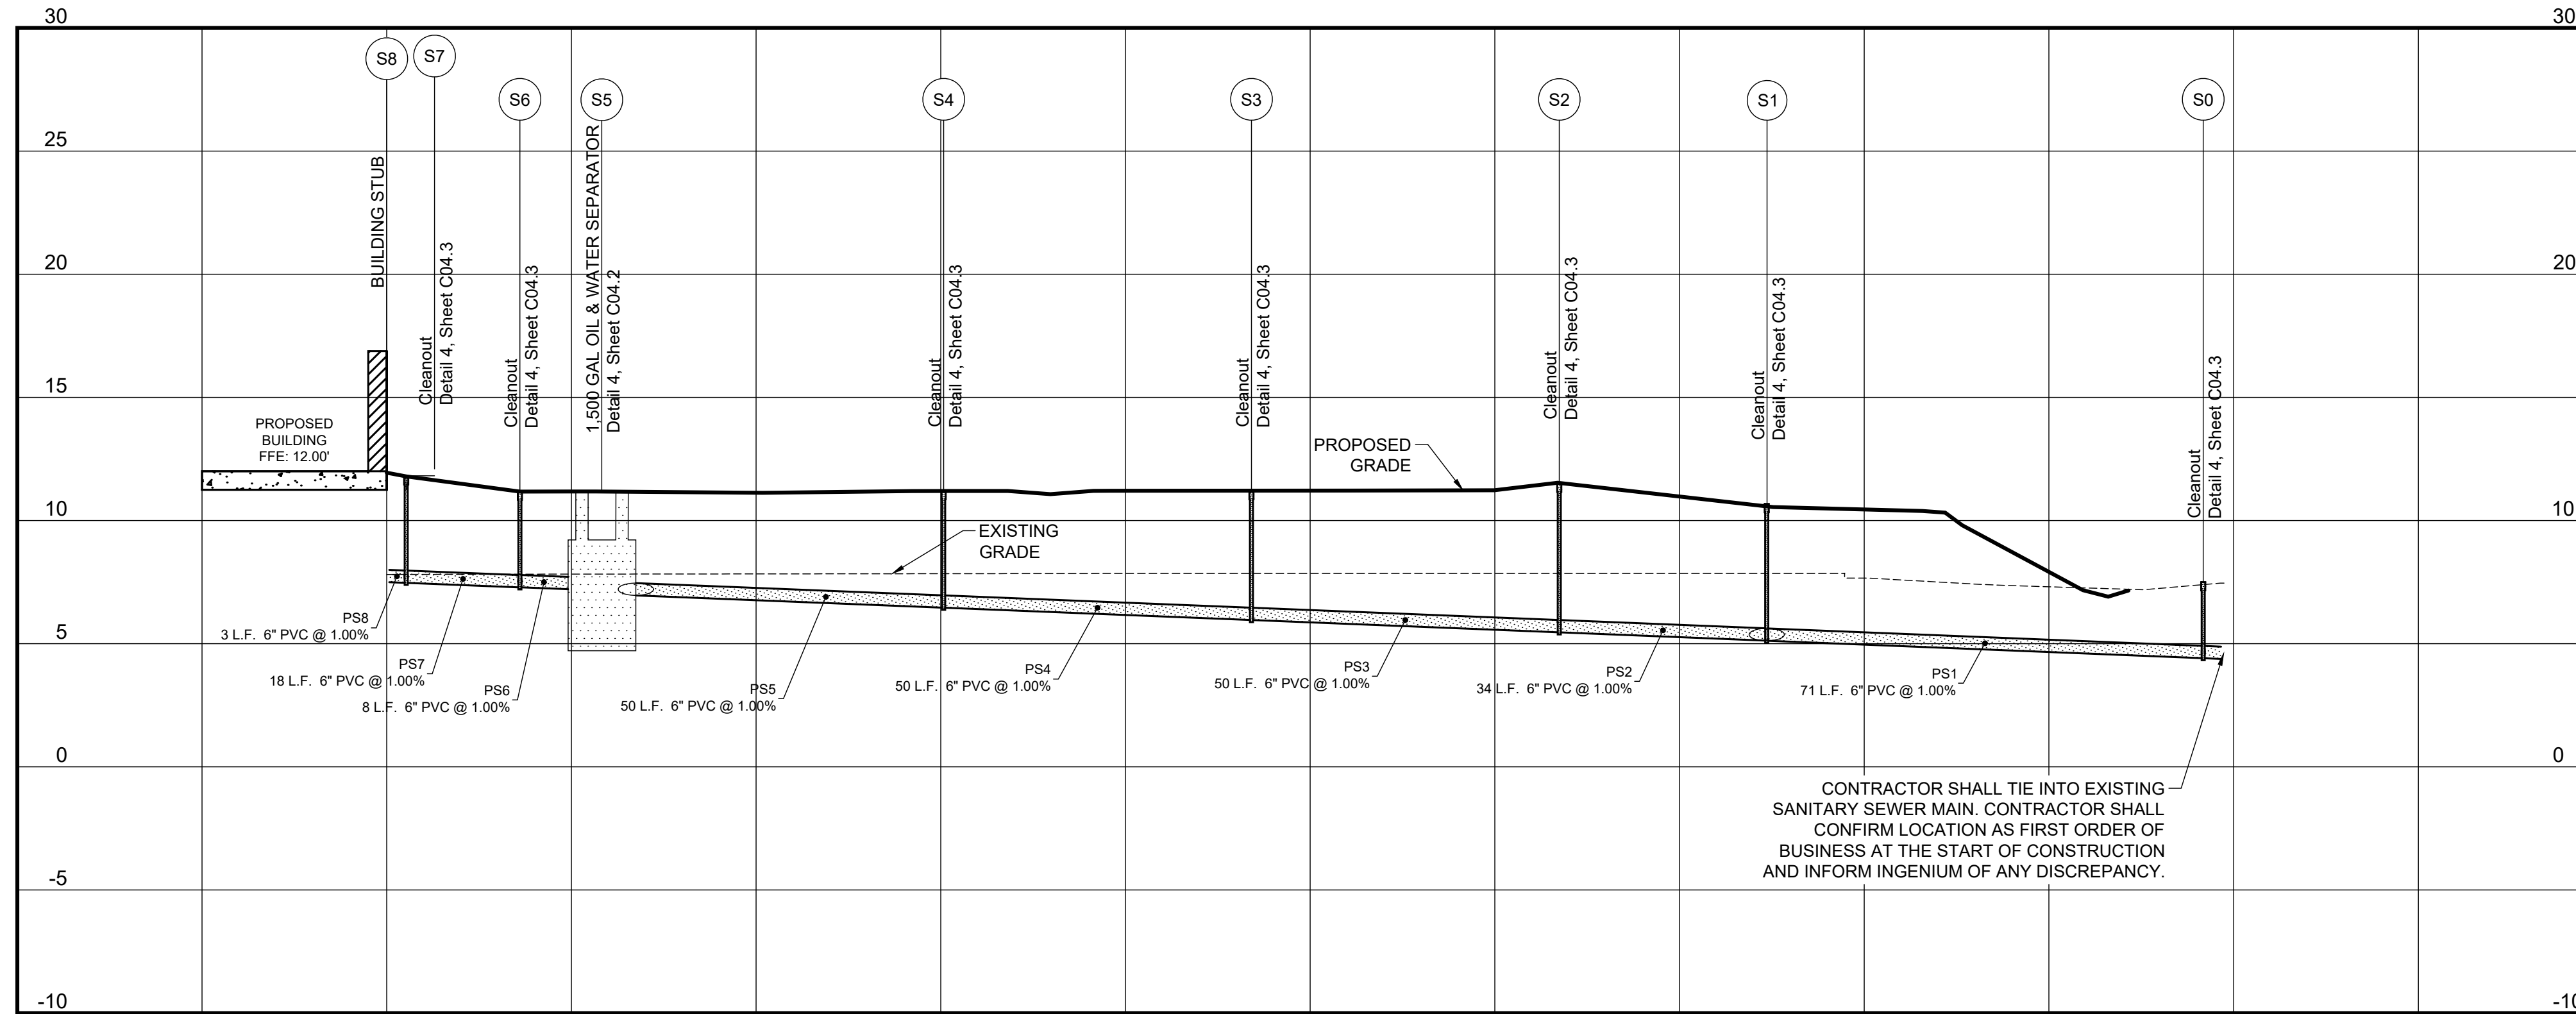 30
30
S8
S7
S6
S5
S4
S3
S2
S1
S0
25
25
20
20
15
15
10
10
5
5
0
0
-5
-5
-10
-10
BUILDING STUB
Cleanout
Detail 4, Sheet C04.3
Cleanout
Detail 4, Sheet C04.3
1,500 GAL OIL & WATER SEPARATOR
Detail 4, Sheet C04.2
Cleanout
Detail 4, Sheet C04.3
Cleanout
Detail 4, Sheet C04.3
Cleanout
Detail 4, Sheet C04.3
Cleanout
Detail 4, Sheet C04.3
Cleanout
Detail 4, Sheet C04.3
PROPOSED
BUILDING
FFE: 12.00'
PROPOSED
GRADE
EXISTING
GRADE
PS8
3 L.F. 6" PVC @ 1.00%
PS7
18 L.F. 6" PVC @ 1.00%
PS6
8 L.F. 6" PVC @ 1.00%
PS5
50 L.F. 6" PVC @ 1.00%
PS4
50 L.F. 6" PVC @ 1.00%
PS3
50 L.F. 6" PVC @ 1.00%
PS2
34 L.F. 6" PVC @ 1.00%
PS1
71 L.F. 6" PVC @ 1.00%
CONTRACTOR SHALL TIE INTO EXISTING
SANITARY SEWER MAIN. CONTRACTOR SHALL
CONFIRM LOCATION AS FIRST ORDER OF
BUSINESS AT THE START OF CONSTRUCTION
AND INFORM INGENIUM OF ANY DISCREPANCY.